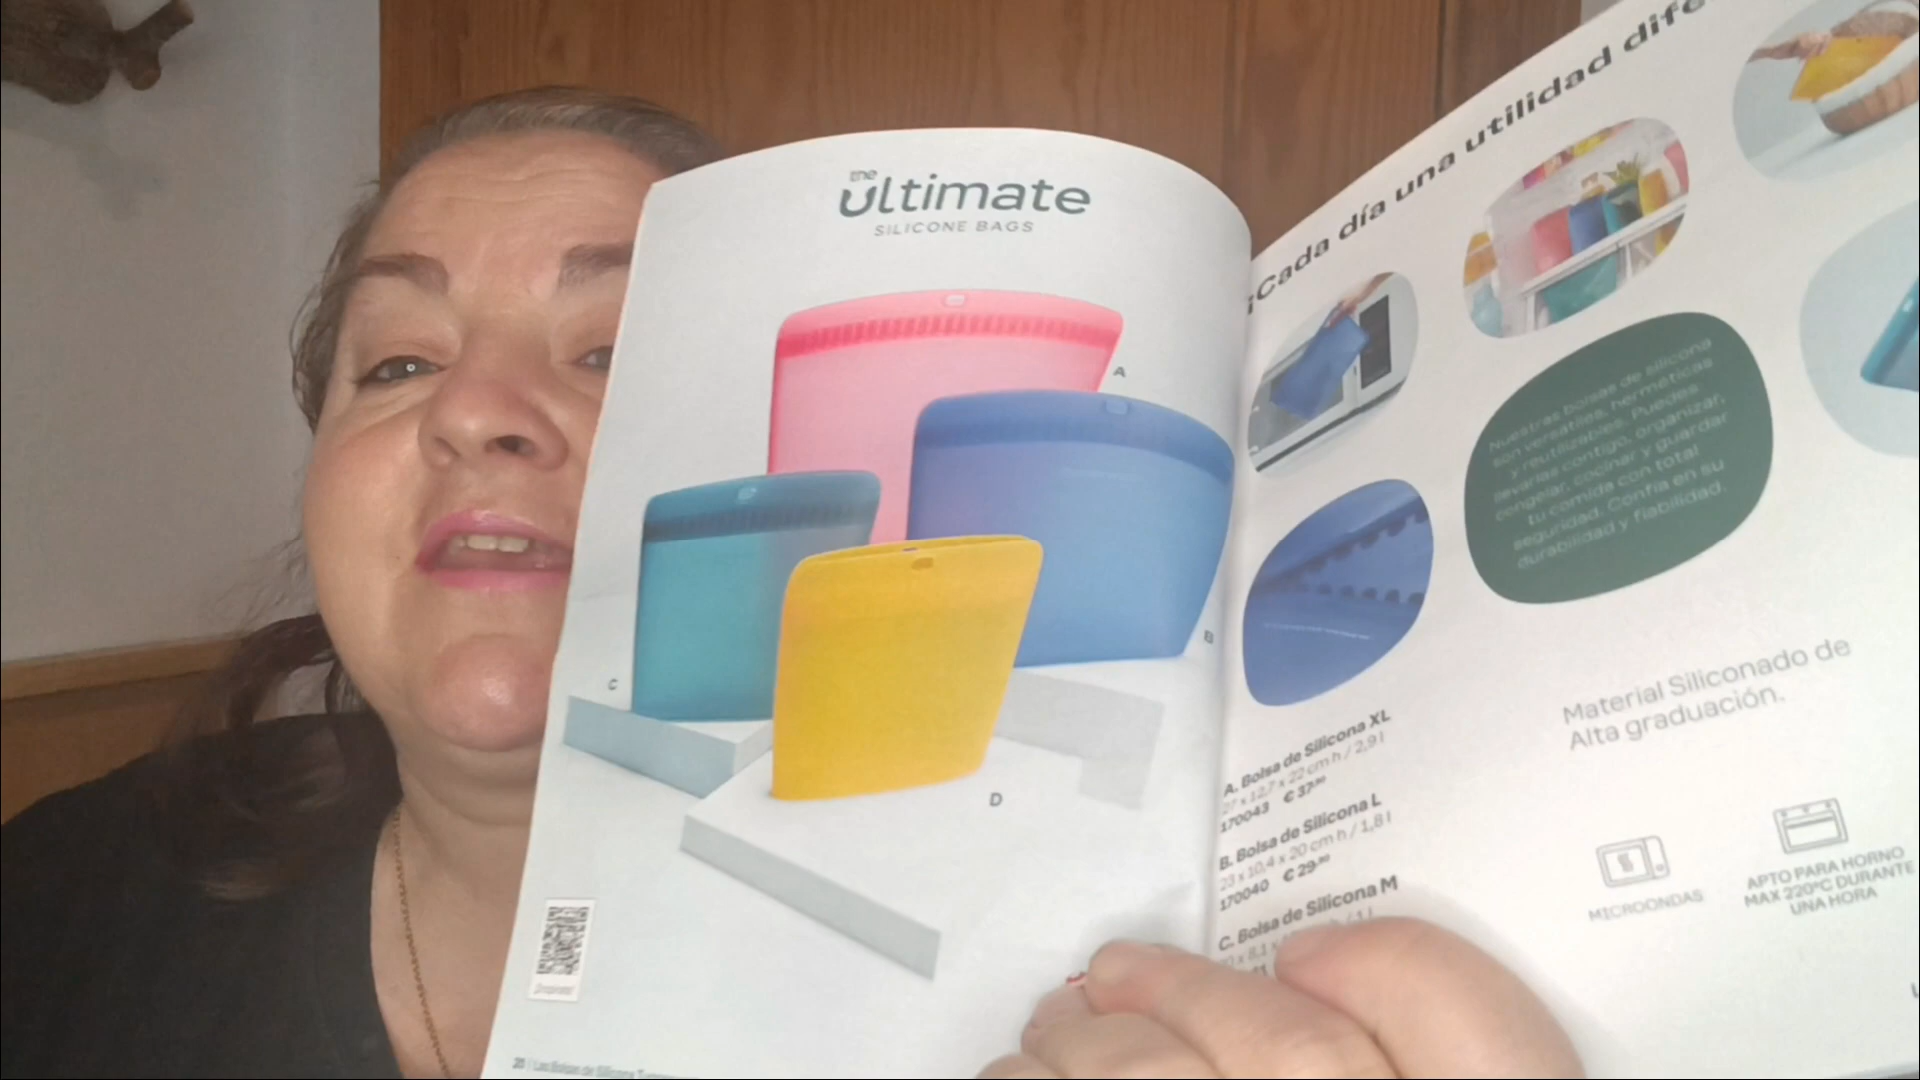 the
ultimate
SILICONE BAGS
A
B
C
D
¡Cada día una utilidad dife
Nuestras bolsas de silicona
son versátiles, herméticas
y reutilizables. Puedes
llevarlas contigo, organizar,
congelar, cocinar y guardar
tu comida con total
seguridad. Confía en su
durabilidad y fiabilidad.
Material Siliconado de
Alta graduación.
A. Bolsa de Silicona XL
27 x 12,7 x 22 cm h / 2,9 l
170043 € 37,90
B. Bolsa de Silicona L
23 x 10,4 x 20 cm h / 1,8 l
170040 € 29,90
C. Bolsa de Silicona M
MICROONDAS
APTO PARA HORNO
MAX 220ºC DURANTE
UNA HORA
Las Bolsas de Silicona